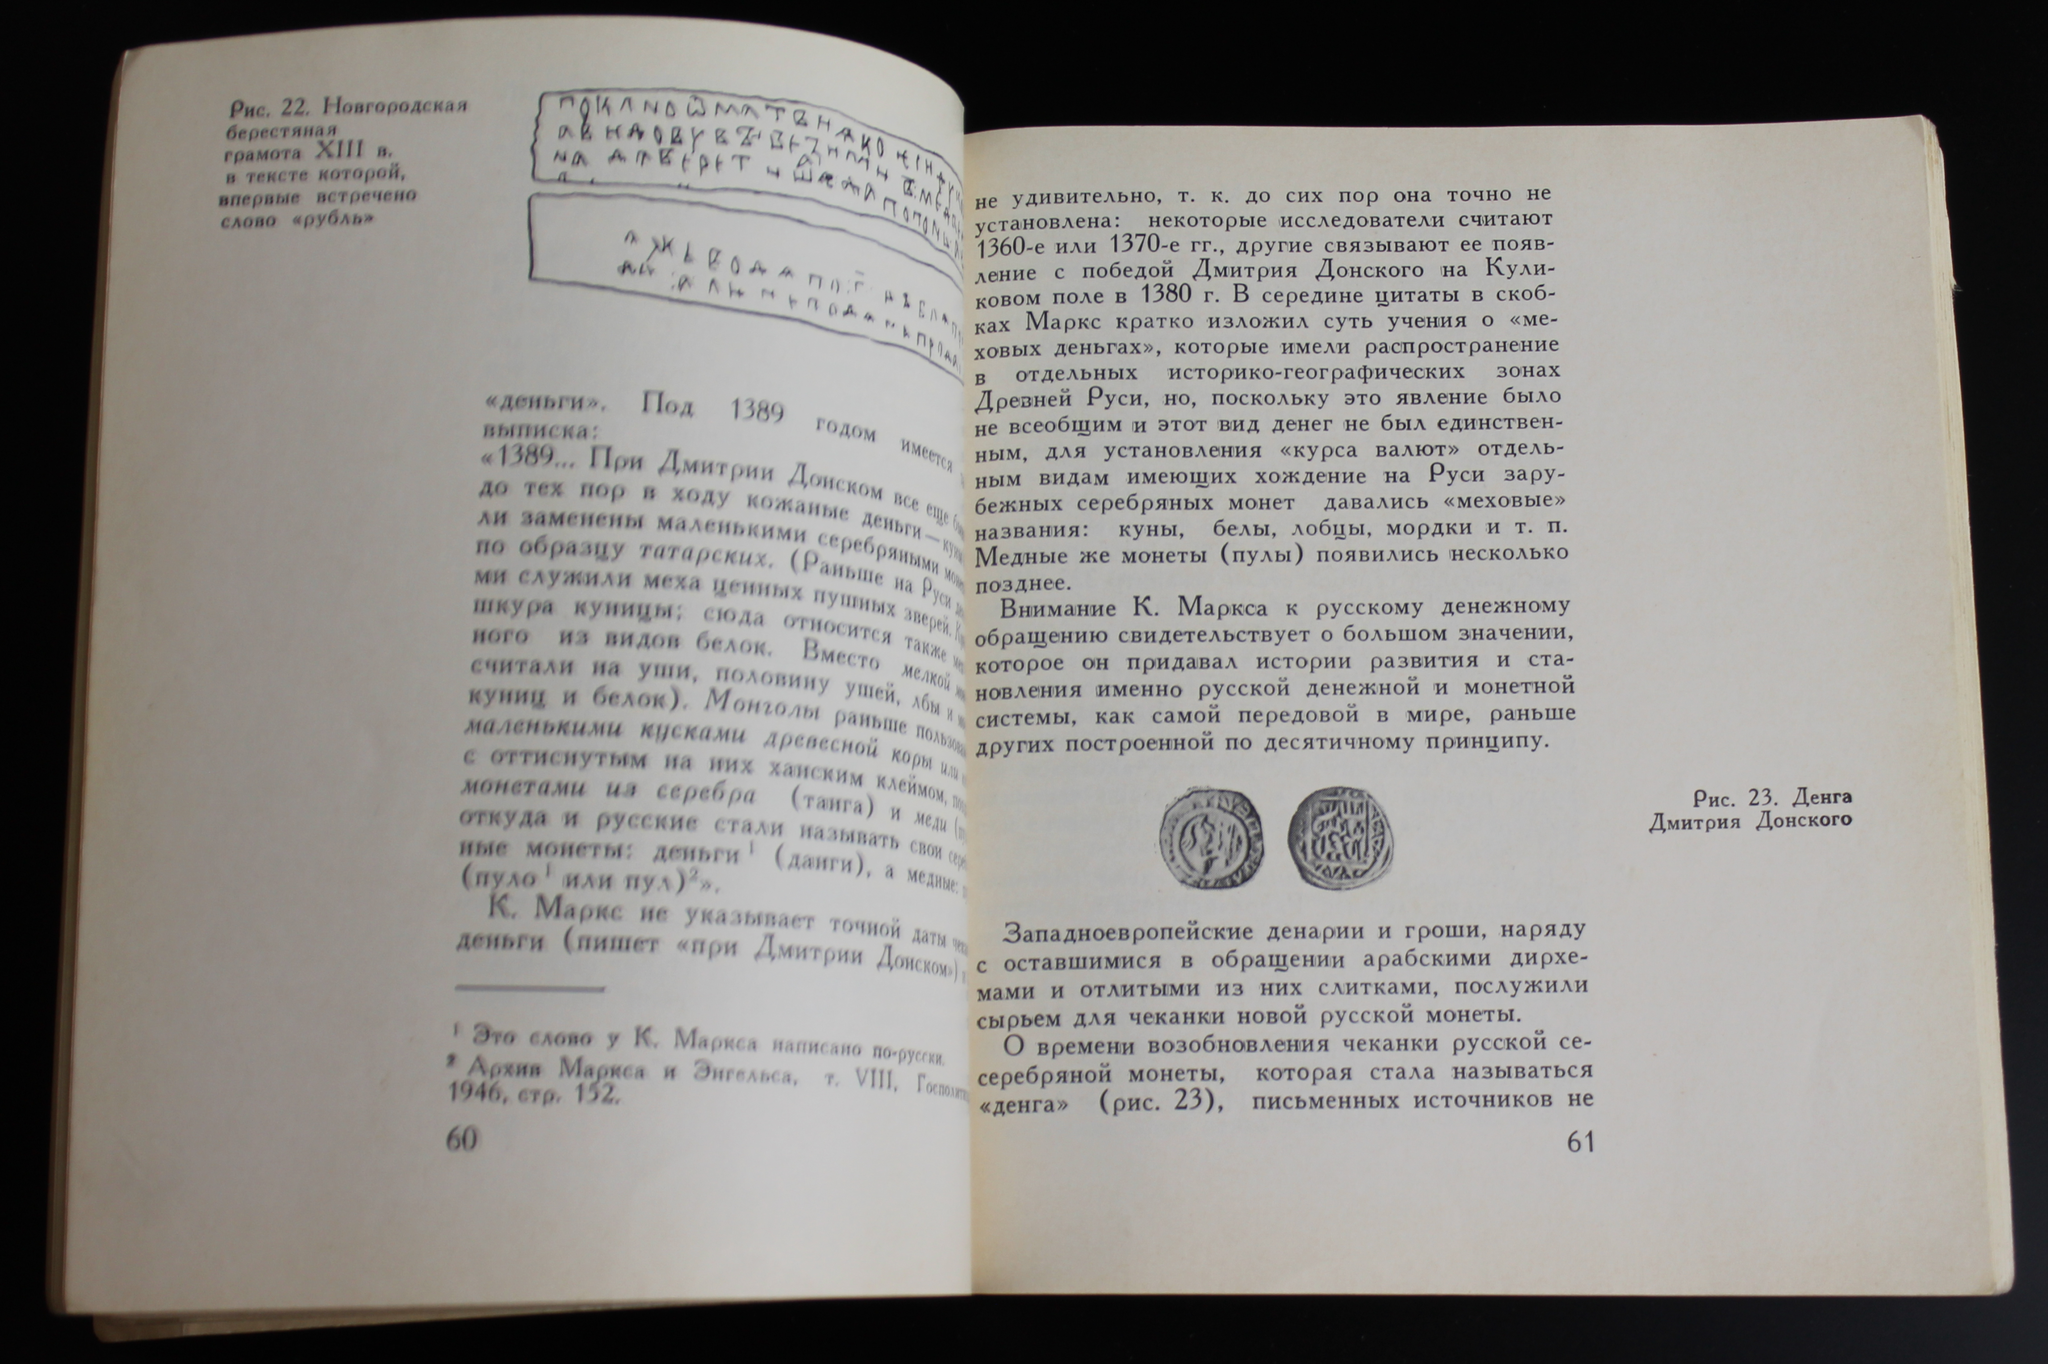 Рис. 22. Новгородская
берестяная
грамота XIII в.
в тексте которой,
впервые встречено
слово «рубль»
«деньги». Под 1389 годом имеется
выписка:
«1389... При Дмитрии Донском все еще
до тех пор в ходу кожаные деньги—
ли заменены маленькими серебряными
по образцу татарских. (Раньше на Руси
ми служили меха ценных пушных зверей.
шкура куницы; сюда относится также
ного из видов белок. Вместо мелкой
считали на уши, половину ушей, лбы и
куниц и белок). Монголы раньше
маленькими кусками древесной коры или
с оттиснутым на них ханским клеймом,
монетами из серебра (танга) и меди
откуда и русские стали называть свои
ные монеты: деньги¹ (данги), а медные:
(пуло¹ или пул)²».
К. Маркс не указывает точной даты
деньги (пишет «при Дмитрии Донском»)
¹ Это слово у К. Маркса написано по-русски.
² Архив Маркса и Энгельса, т. VIII,
1946, стр. 152.
60
не удивительно, т. к. до сих пор она точно не
установлена: некоторые исследователи считают
1360-е или 1370-е гг., другие связывают ее появ-
ление с победой Дмитрия Донского на Кули-
ковом поле в 1380 г. В середине цитаты в скоб-
ках Маркс кратко изложил суть учения о «ме-
ховых деньгах», которые имели распространение
в отдельных историко-географических зонах
Древней Руси, но, поскольку это явление было
не всеобщим и этот вид денег не был единствен-
ным, для установления «курса валют» отдель-
ным видам имеющих хождение на Руси зару-
бежных серебряных монет давались «меховые»
названия: куны, белы, лобцы, мордки и т. п.
Медные же монеты (пулы) появились несколько
позднее.
Внимание К. Маркса к русскому денежному
обращению свидетельствует о большом значении,
которое он придавал истории развития и ста-
новления именно русской денежной и монетной
системы, как самой передовой в мире, раньше
других построенной по десятичному принципу.
Рис. 23. Денга
Дмитрия Донского
Западноевропейские денарии и гроши, наряду
с оставшимися в обращении арабскими дирхе-
мами и отлитыми из них слитками, послужили
сырьем для чеканки новой русской монеты.
О времени возобновления чеканки русской се-
серебряной монеты, которая стала называться
«денга» (рис. 23), письменных источников не
61